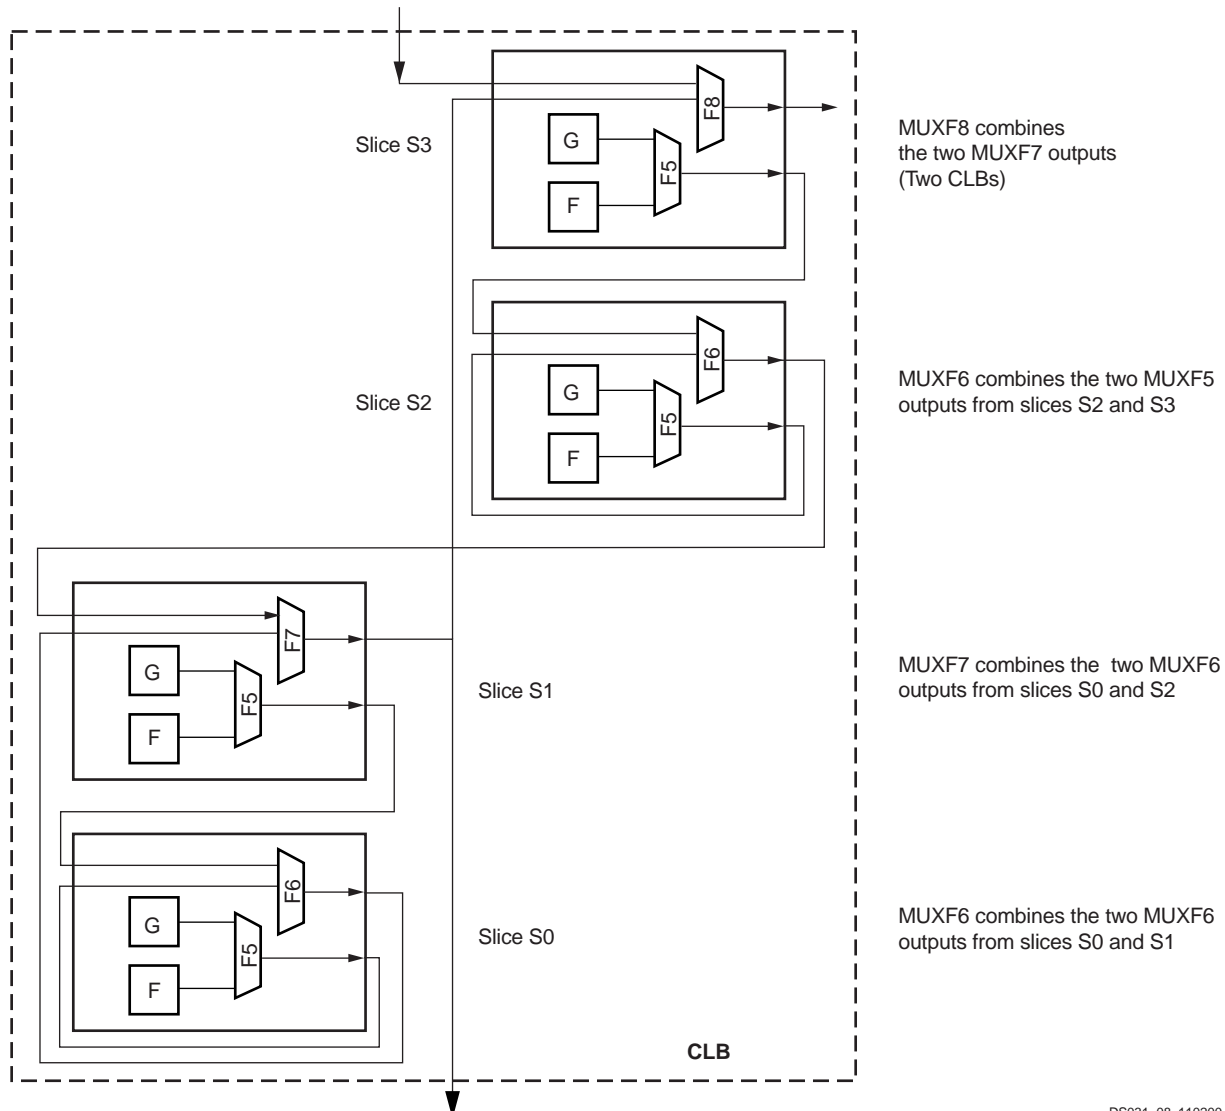 Slice S3
G
F
F5
F8
MUXF8 combines
the two MUXF7 outputs
(Two CLBs)
Slice S2
G
F
F5
F6
MUXF6 combines the two MUXF5
outputs from slices S2 and S3
G
F
F5
F7
Slice S1
MUXF7 combines the two MUXF6
outputs from slices S0 and S2
G
F
F5
F6
Slice S0
MUXF6 combines the two MUXF6
outputs from slices S0 and S1
CLB